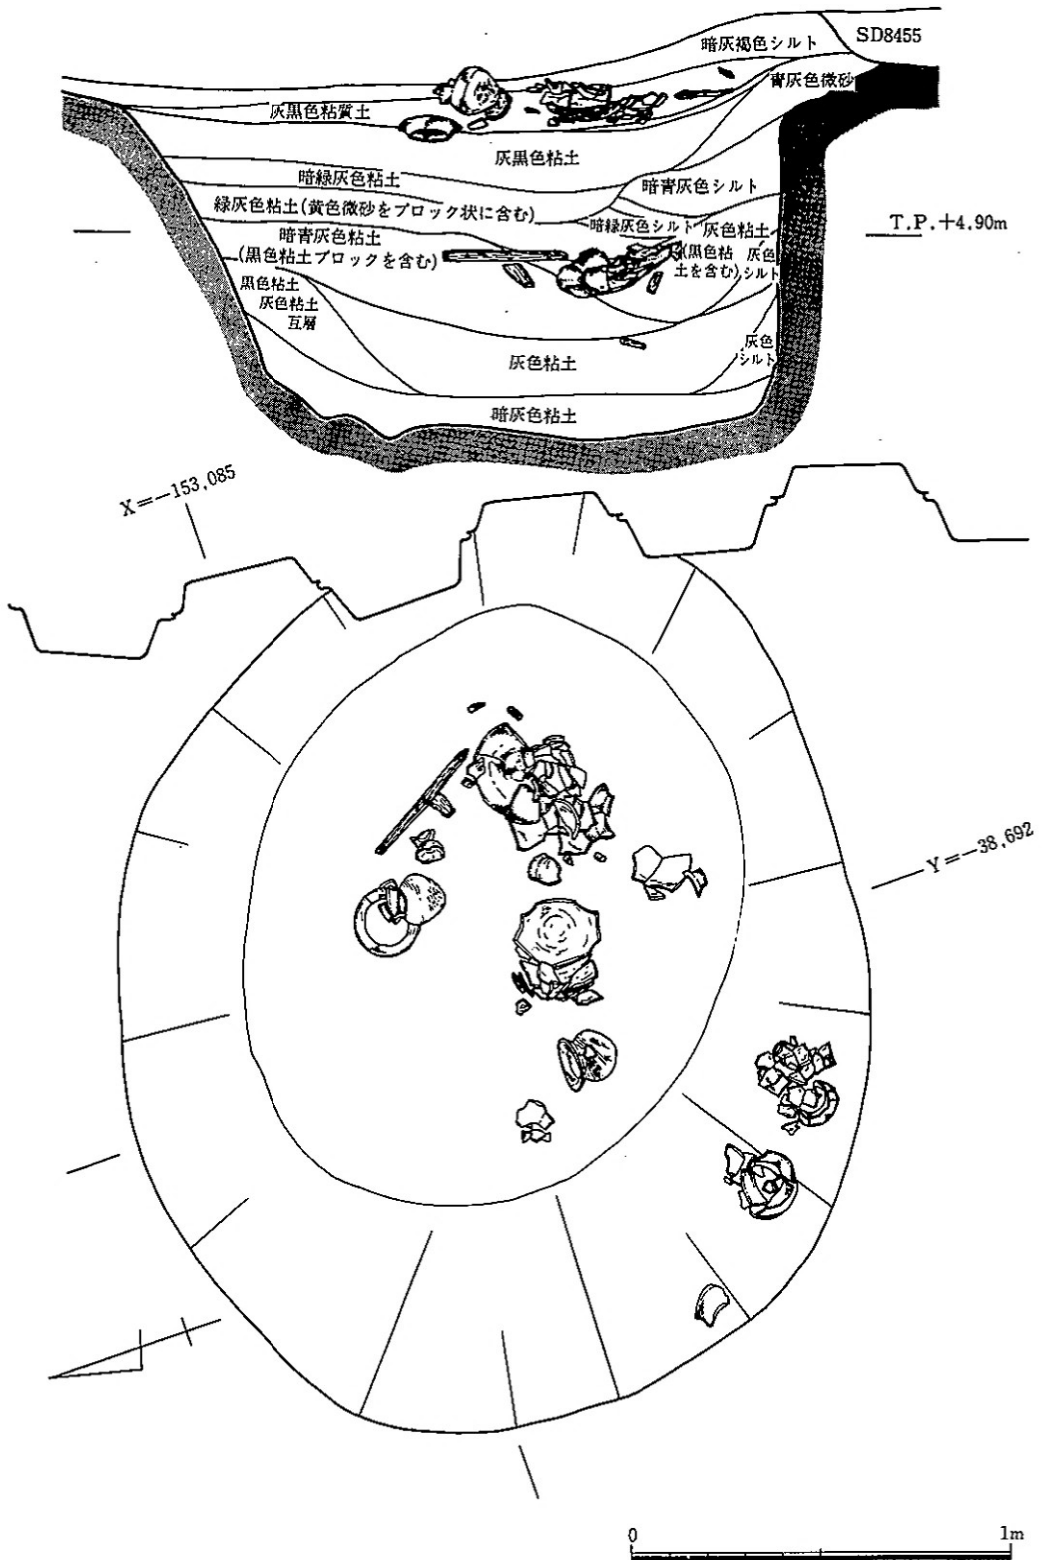 暗灰褐色シルト
SD8455
青灰色微砂
灰黒色粘質土
灰黒色粘土
暗緑灰色粘土
暗青灰色シルト
緑灰色粘土(黄色微砂をブロック状に含む)
暗緑灰色シルト
灰色粘土
(黒色粘
土を含む)
灰色
シルト
T.P.+4.90m
暗青灰色粘土
(黒色粘土ブロックを含む)
黒色粘土
灰色粘土
互層
灰色粘土
灰色
シルト
暗灰色粘土
X=-153,085
Y=-38,692
0
1m